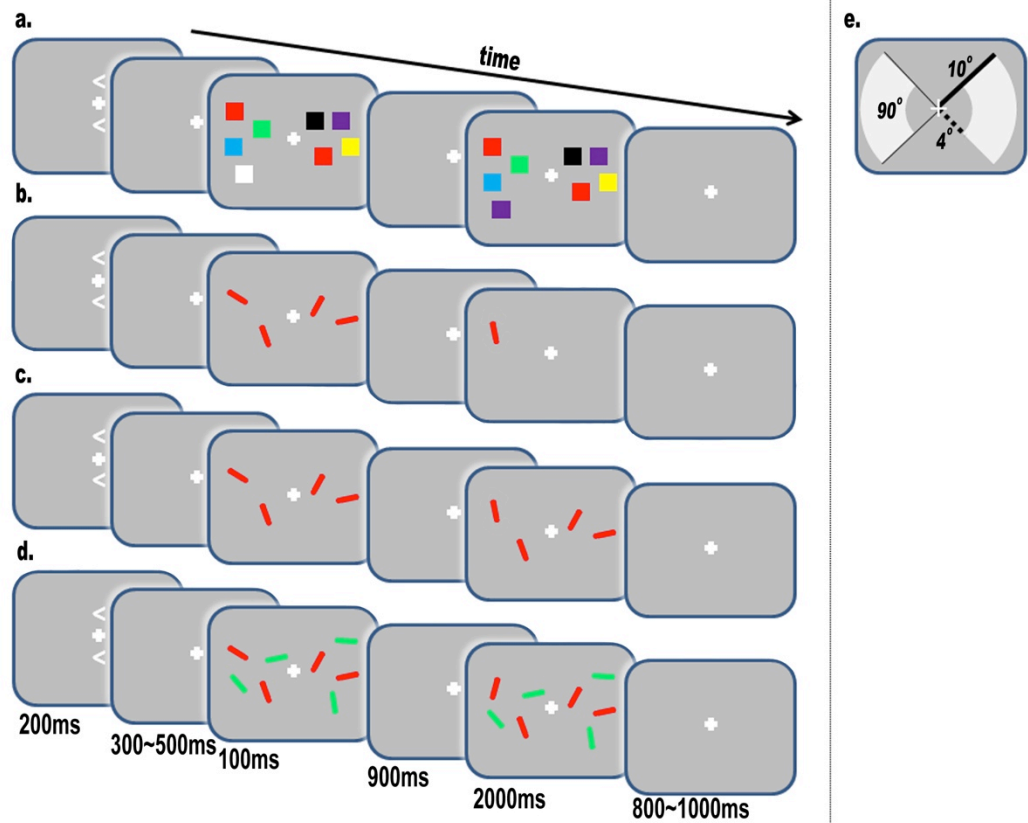 a.
time
<
<
b.
<
<
c.
<
<
d.
<
<
200ms
300~500ms
100ms
900ms
2000ms
800~1000ms
e.
10°
90°
4°